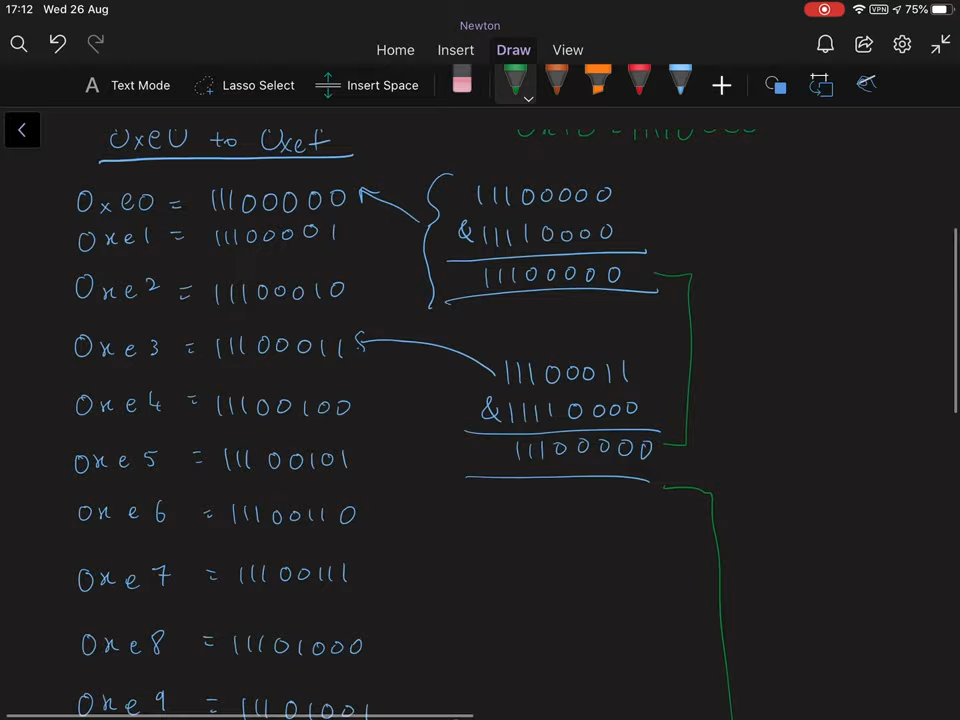 17:12 Wed 26 Aug
VPN 75%
Newton
Home Insert Draw View
A Text Mode Lasso Select Insert Space
0xe0 to 0xef
0xe0 = 11100000
0xe1 = 11100001
0xe2 = 11100010
0xe3 = 11100011
0xe4 = 11100100
0xe5 = 11100101
0xe6 = 11100110
0xe7 = 11100111
0xe8 = 11101000
0xe9 = 11101001
11100000
&11110000
11100000
11100011
&11110000
11100000